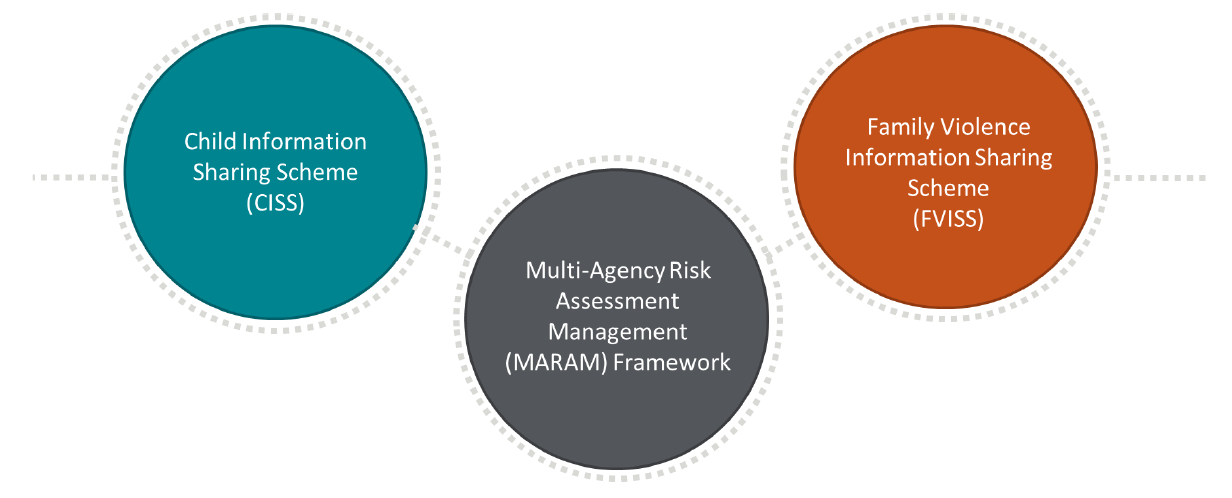 Child Information
Sharing Scheme
(CISS)
Multi-Agency Risk
Assessment
Management
(MARAM) Framework
Family Violence
Information Sharing
Scheme
(FVISS)